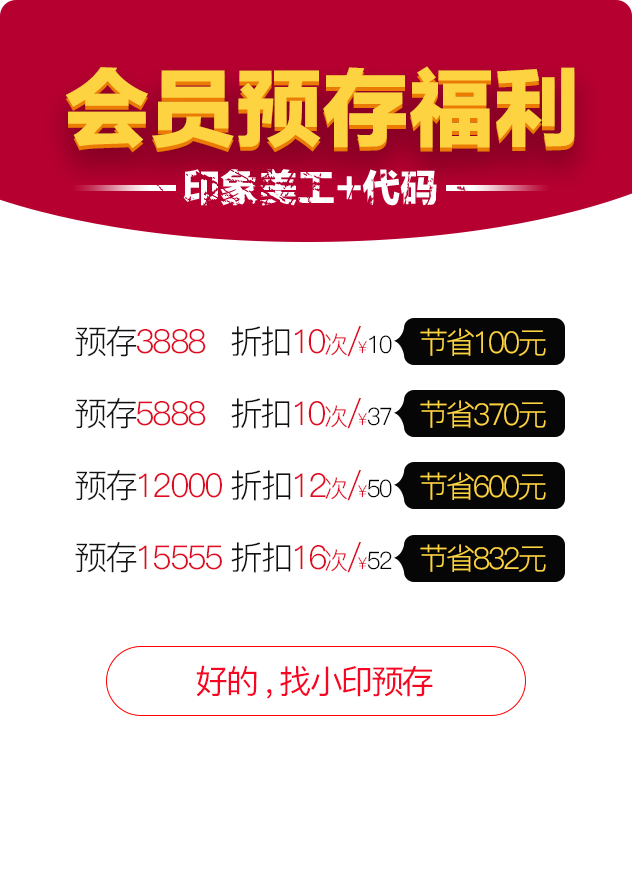 会员预存福利
印象美工+代码
预存3888 折扣10次/¥10 节省100元
预存5888 折扣10次/¥37 节省370元
预存12000 折扣12次/¥50 节省600元
预存15555 折扣16次/¥52 节省832元
好的,找小印预存